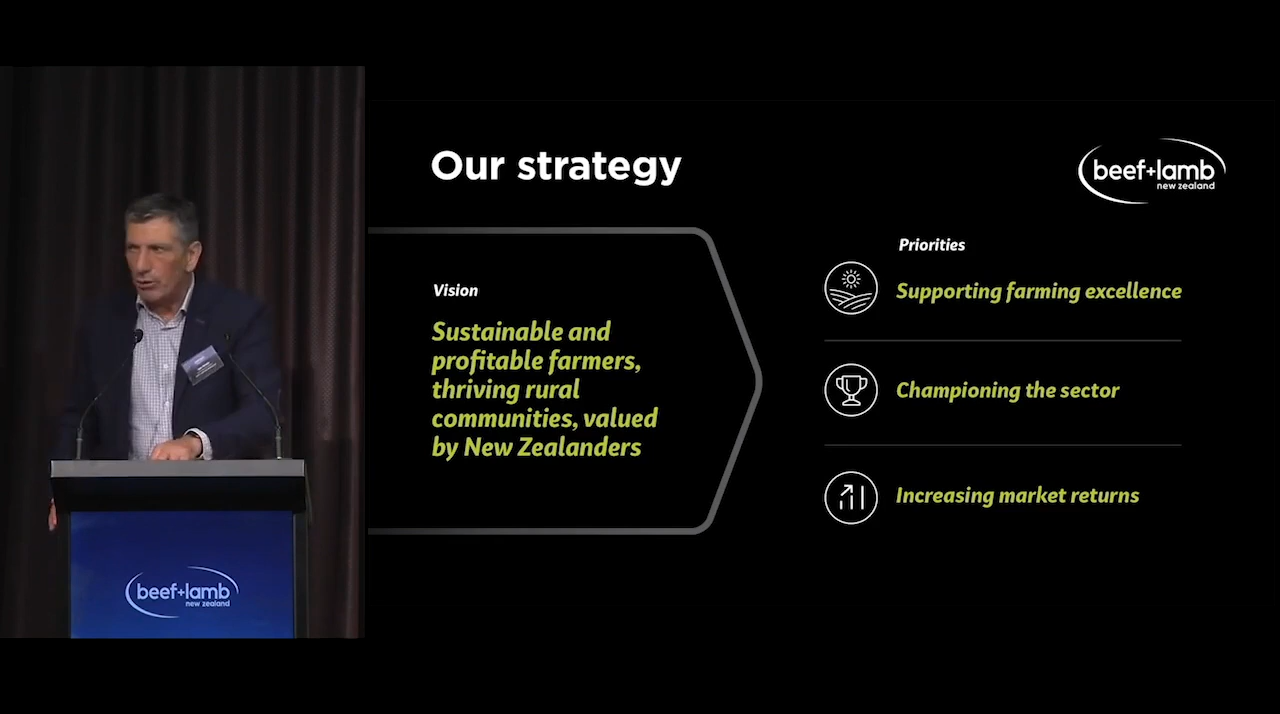 Our strategy
beef+lamb
new zealand
Vision
Sustainable and
profitable farmers,
thriving rural
communities, valued
by New Zealanders
Priorities
Supporting farming excellence
Championing the sector
Increasing market returns
beef+lamb
new zealand